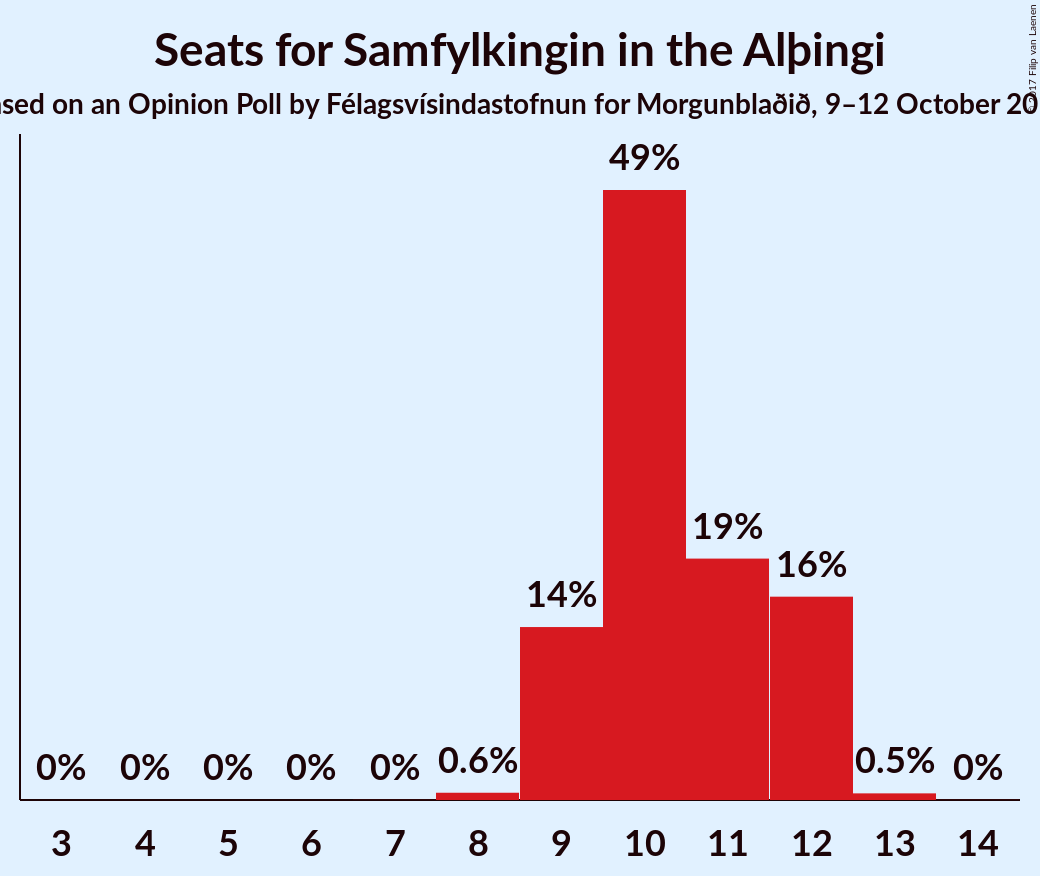 Seats for Samfylkingin in the Alþingi
on an Opinion Poll by Félagsvísindastofnun for Morgunblaðið, 9–12 October
© 2017 Filip van Laenen
49%
19%
16%
14%
0% 0% 0% 0% 0% 0.6% 0.5% 0%
3 4 5 6 7 8 9 10 11 12 13 14